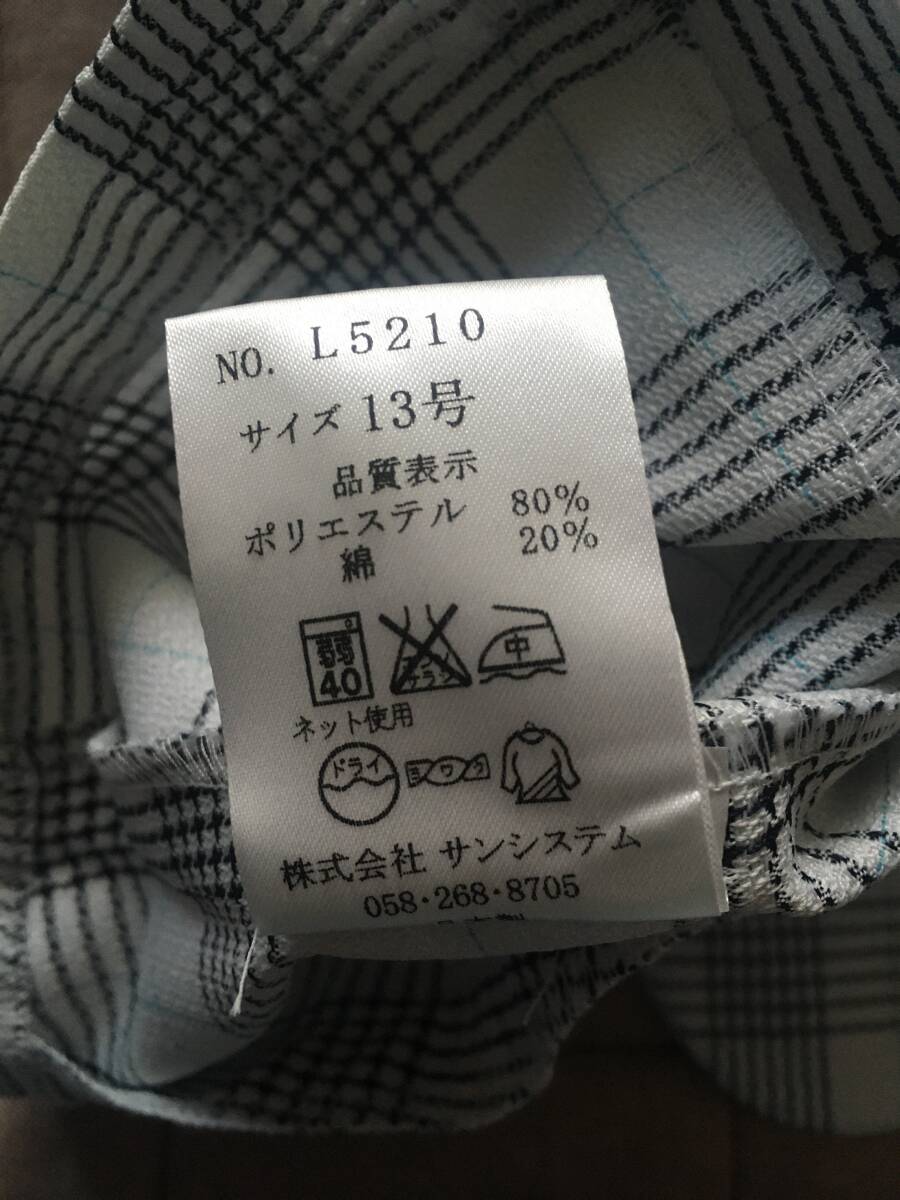 NO. L5210
サイズ 13号
品質表示
ポリエステル 80%
綿 20%
弱 中
40
ネット使用
ドライ ヨワク
株式会社 サンシステム
058・268・8705